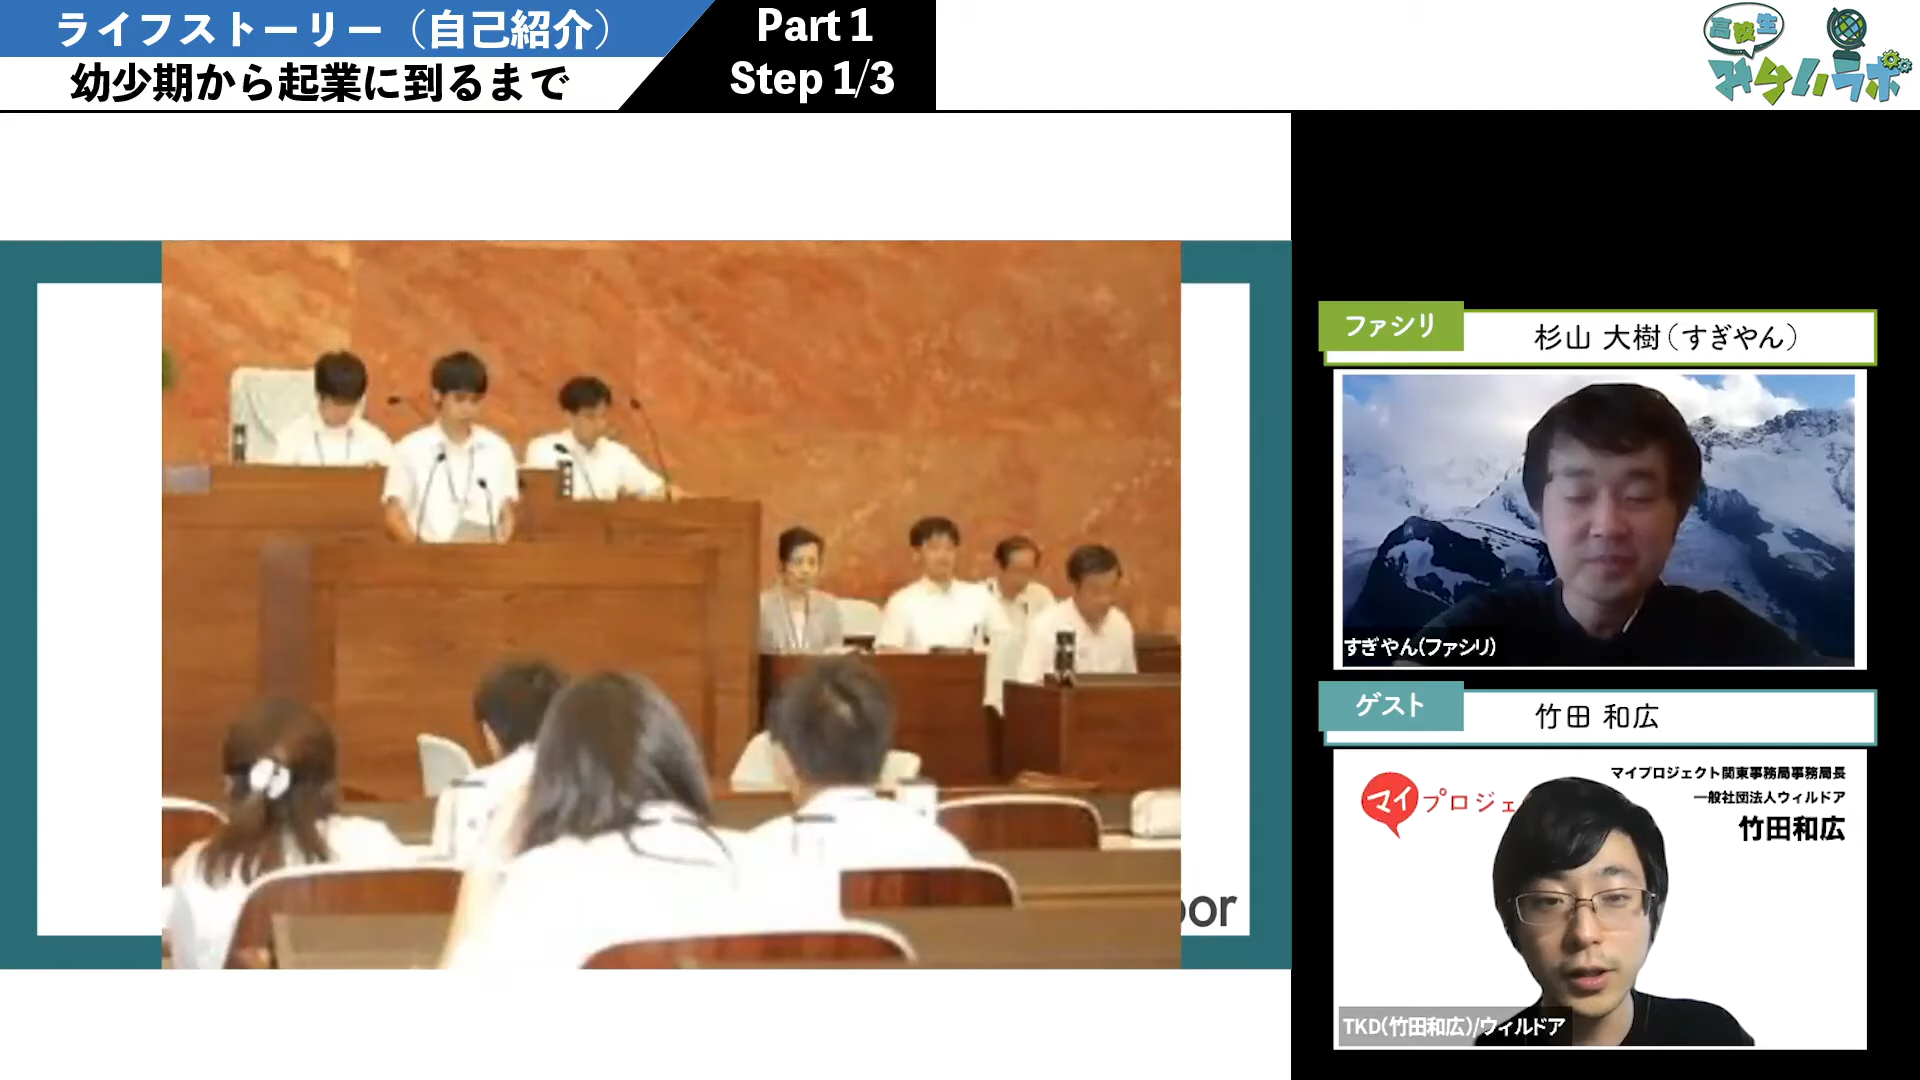 ライフストーリー（自己紹介）
幼少期から起業に到るまで
Part 1
Step 1/3
高校生
みらいラボ
oor
ファシリ
杉山 大樹（すぎやん）
すぎやん(ファシリ)
ゲスト
竹田 和広
マイプロジェ
マイプロジェクト関東事務局事務局長
一般社団法人ウィルドア
竹田和広
TKD(竹田和広)/ウィルドア